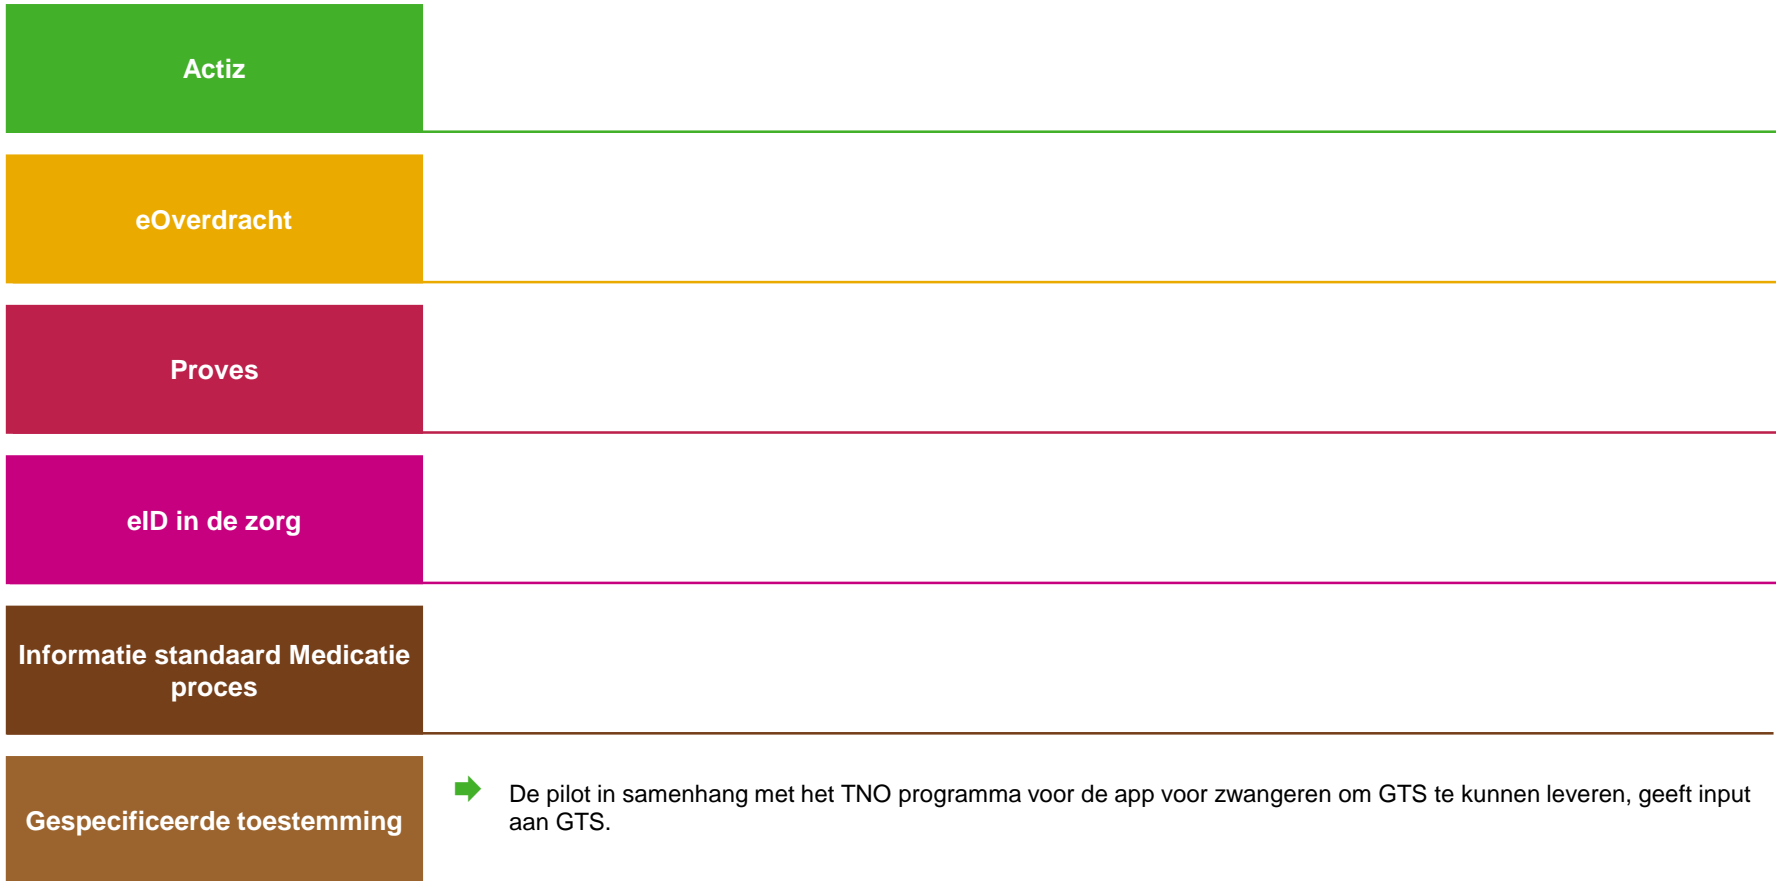 Actiz
eOverdracht
Proves
eID in de zorg
Informatie standaard Medicatie
proces
Gespecificeerde toestemming
De pilot in samenhang met het TNO programma voor de app voor zwangeren om GTS te kunnen leveren, geeft input
aan GTS.